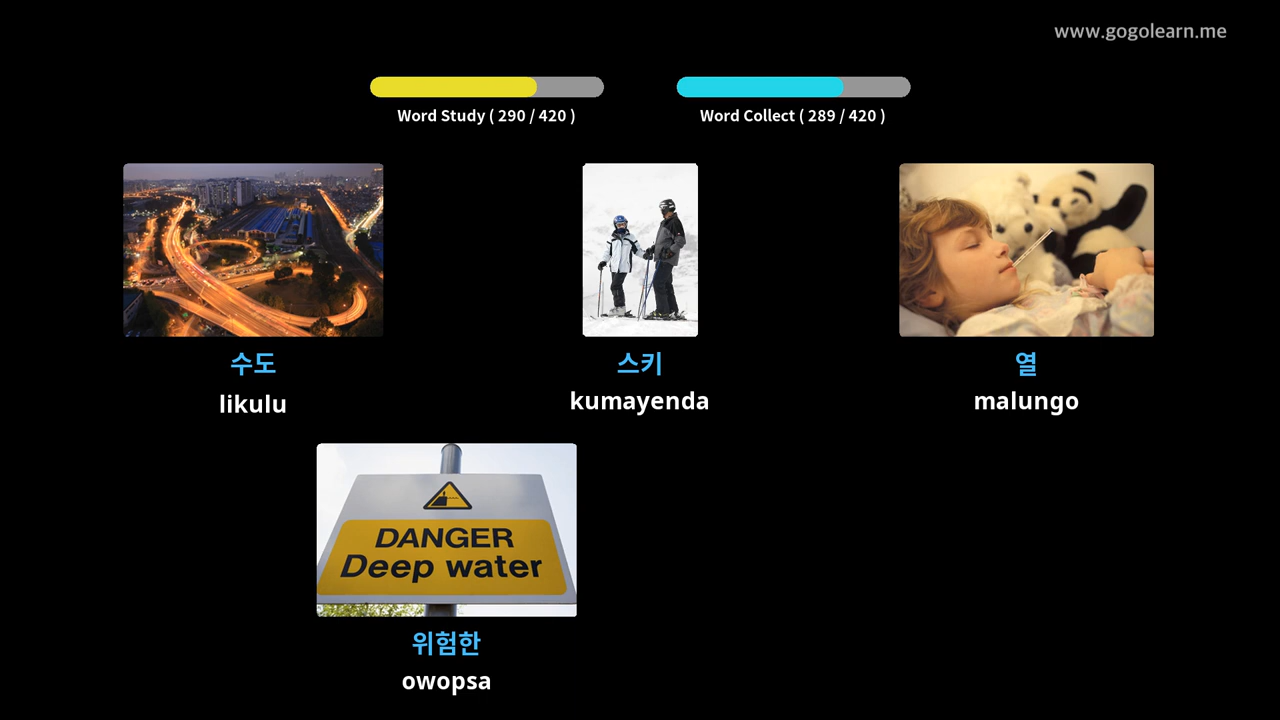 www.gogolearn.me
Word Study ( 290 / 420 )
Word Collect ( 289 / 420 )
수도
likulu
스키
kumayenda
열
malungo
DANGER
Deep water
위험한
owopsa